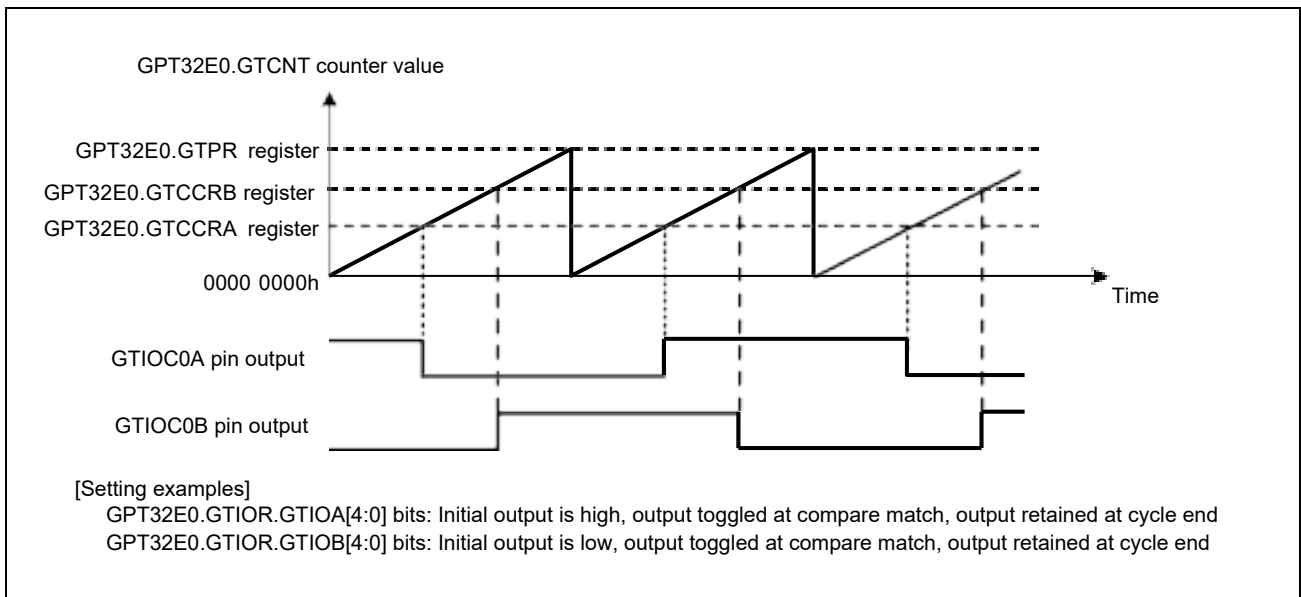 GPT32E0.GTCNT counter value
GPT32E0.GTPR register
GPT32E0.GTCCRB register
GPT32E0.GTCCRA register
0000 0000h
Time
GTIOC0A pin output
GTIOC0B pin output
[Setting examples]
GPT32E0.GTIOR.GTIOA[4:0] bits: Initial output is high, output toggled at compare match, output retained at cycle end
GPT32E0.GTIOR.GTIOB[4:0] bits: Initial output is low, output toggled at compare match, output retained at cycle end